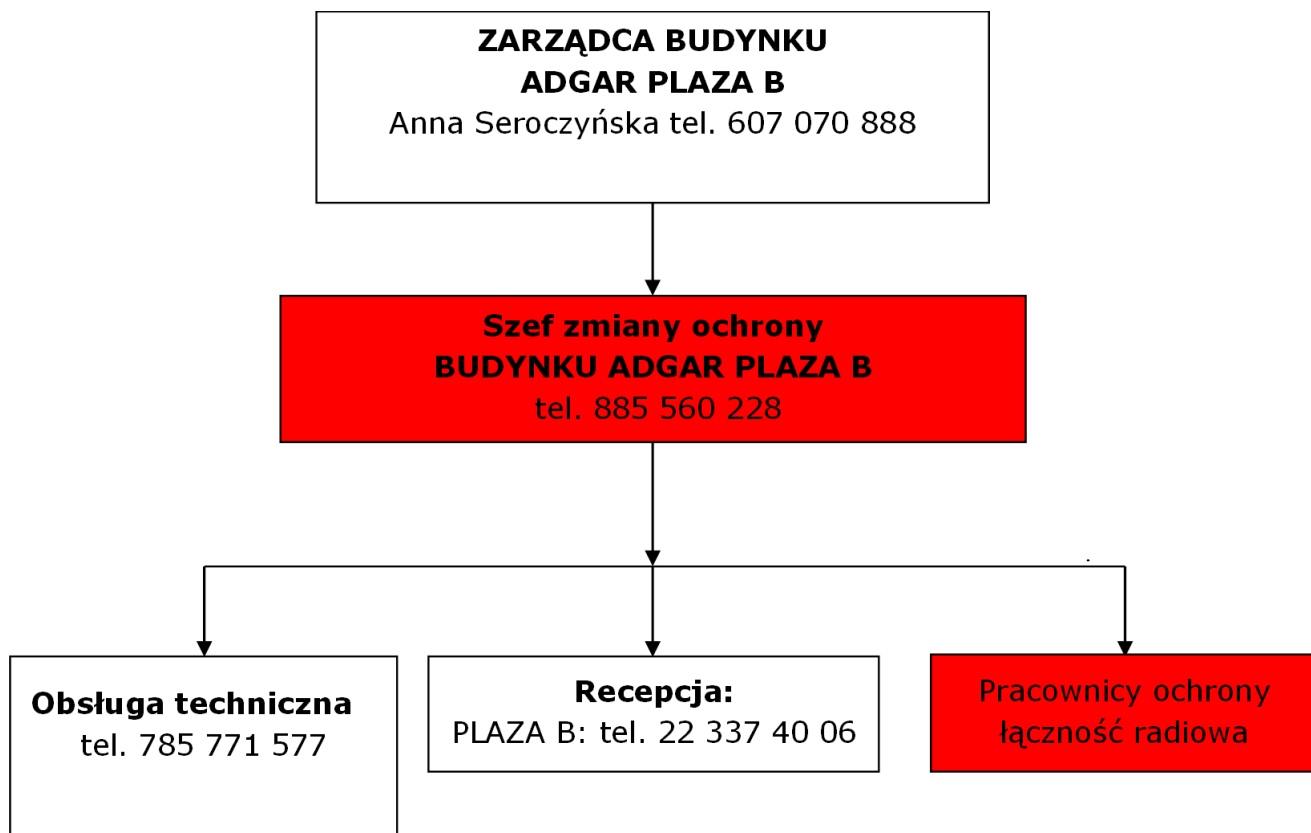 ZARZĄDCA BUDYNKU
ADGAR PLAZA B
Anna Seroczyńska tel. 607 070 888
Szef zmiany ochrony
BUDYNKU ADGAR PLAZA B
tel. 885 560 228
Obsługa techniczna
tel. 785 771 577
Recepcja:
PLAZA B: tel. 22 337 40 06
Pracownicy ochrony
łączność radiowa